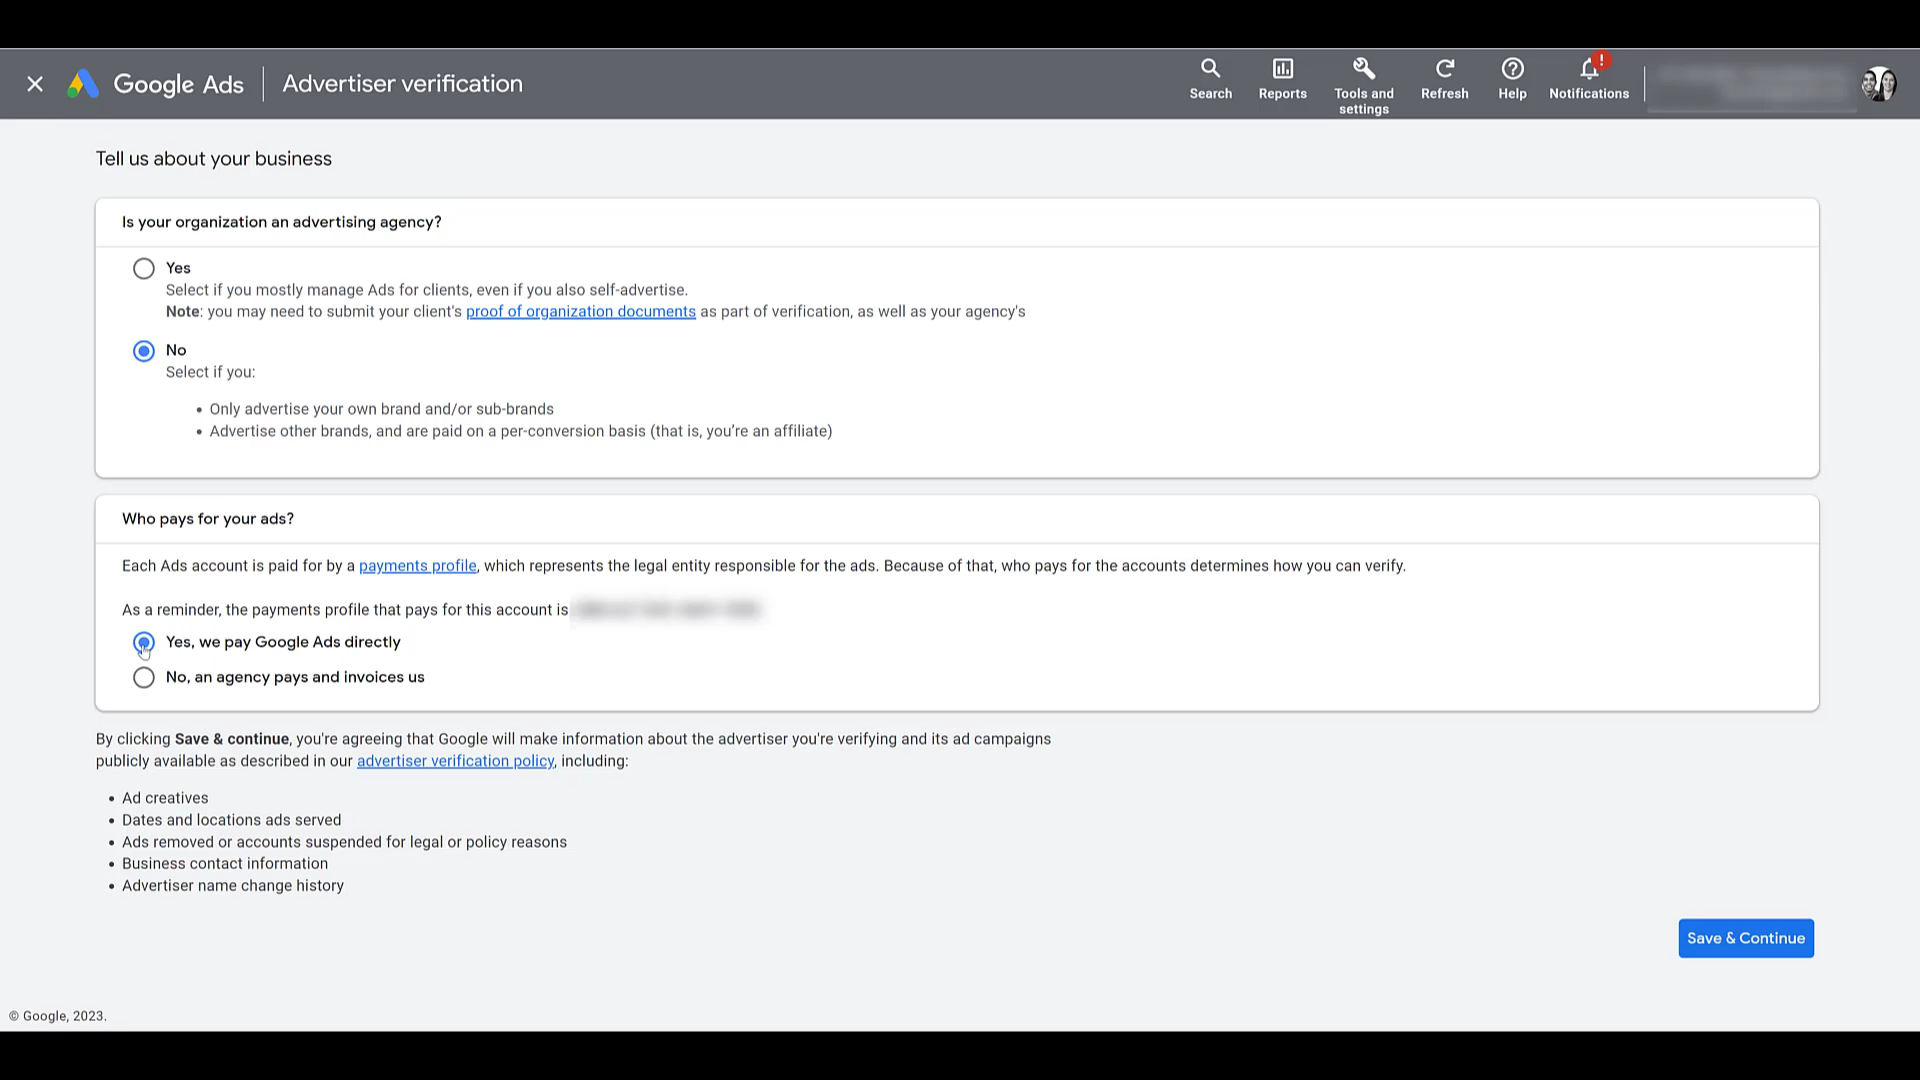 Google Ads
Advertiser verification
Search
Reports
Tools and
settings
Refresh
Help
!
Notifications
Tell us about your business
Is your organization an advertising agency?
Yes
Select if you mostly manage Ads for clients, even if you also self-advertise.
Note: you may need to submit your client's proof of organization documents as part of verification, as well as your agency's
No
Select if you:
• Only advertise your own brand and/or sub-brands
• Advertise other brands, and are paid on a per-conversion basis (that is, you’re an affiliate)
Who pays for your ads?
Each Ads account is paid for by a payments profile, which represents the legal entity responsible for the ads. Because of that, who pays for the accounts determines how you can verify.
As a reminder, the payments profile that pays for this account is
Yes, we pay Google Ads directly
No, an agency pays and invoices us
By clicking Save & continue, you're agreeing that Google will make information about the advertiser you're verifying and its ad campaigns
publicly available as described in our advertiser verification policy, including:
• Ad creatives
• Dates and locations ads served
• Ads removed or accounts suspended for legal or policy reasons
• Business contact information
• Advertiser name change history
Save & Continue
© Google, 2023.